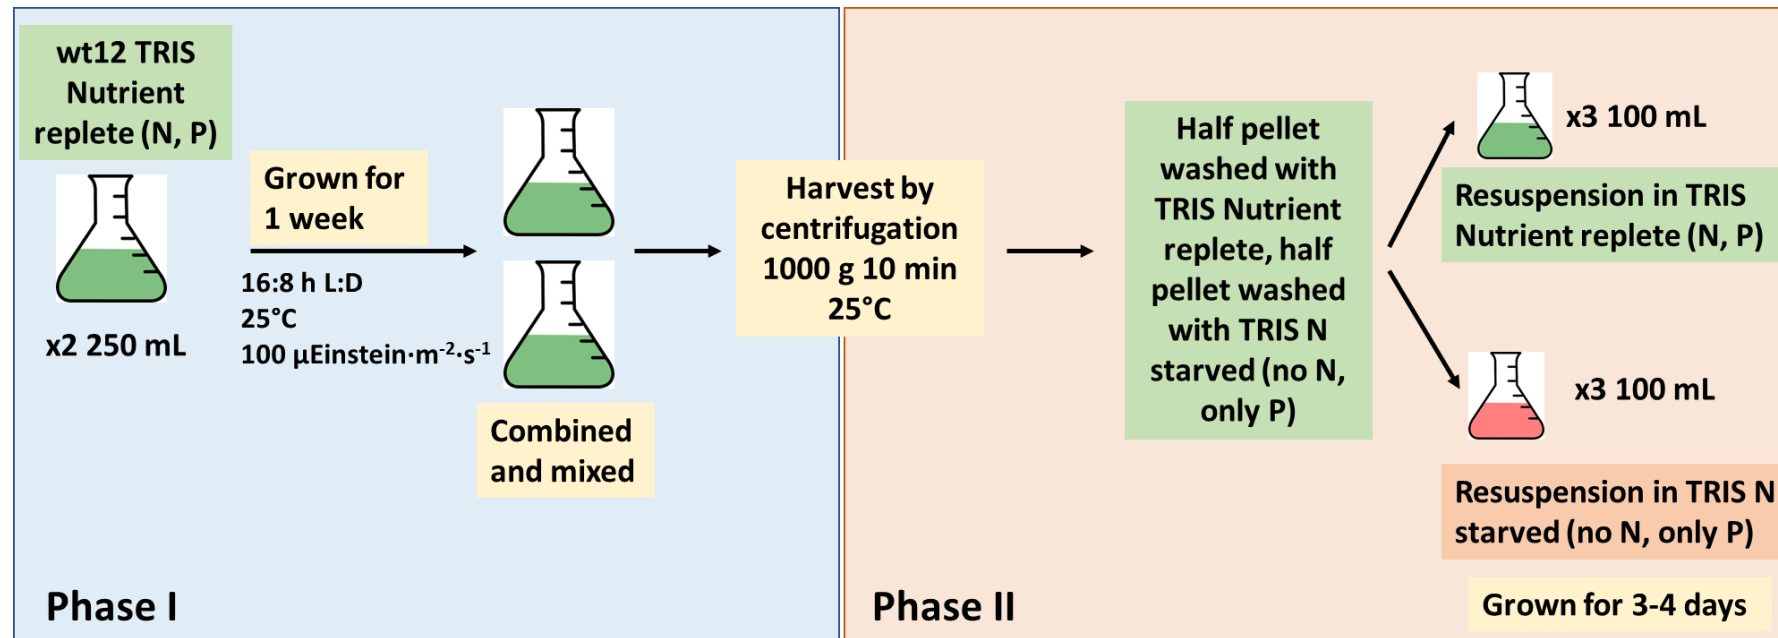 wt12 TRIS
Nutrient
replete (N, P)
x2 250 mL
Grown for
1 week
16:8 h L:D
25°C
100 µEinstein·m⁻²·s⁻¹
Combined
and mixed
Phase I
Harvest by
centrifugation
1000 g 10 min
25°C
Half pellet
washed with
TRIS Nutrient
replete, half
pellet washed
with TRIS N
starved (no N,
only P)
x3 100 mL
Resuspension in TRIS
Nutrient replete (N, P)
x3 100 mL
Resuspension in TRIS N
starved (no N, only P)
Grown for 3-4 days
Phase II